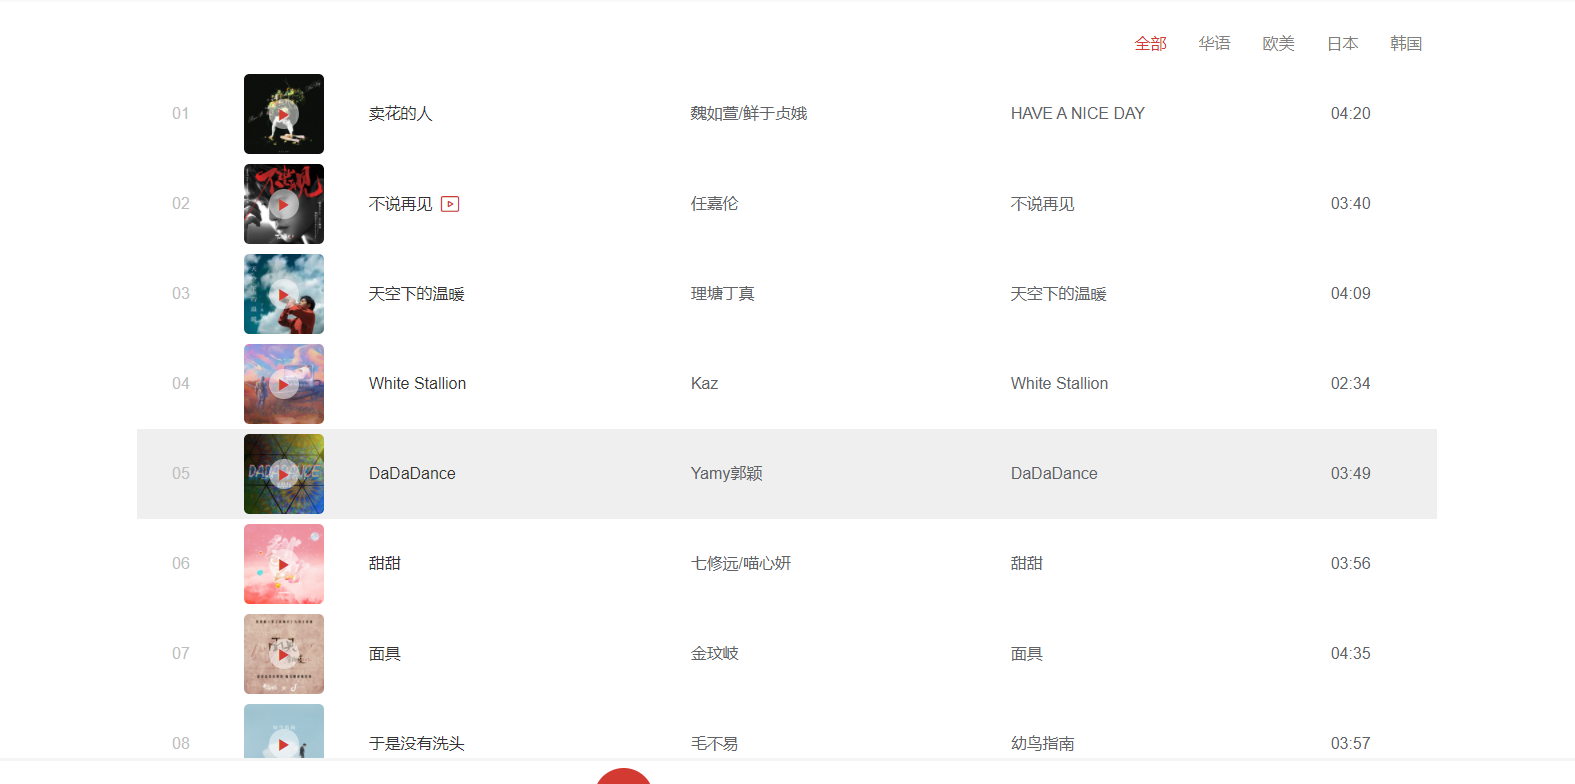 全部 华语 欧美 日本 韩国
01 卖花的人 魏如萱/鲜于贞娥 HAVE A NICE DAY 04:20
02 不说再见 任嘉伦 不说再见 03:40
03 天空下的温暖 理塘丁真 天空下的温暖 04:09
04 White Stallion Kaz White Stallion 02:34
DADADANCE
05 DaDaDance Yamy郭颖 DaDaDance 03:49
06 甜甜 七修远/喵心妍 甜甜 03:56
07 面具 金玟岐 面具 04:35
08 于是没有洗头 毛不易 幼鸟指南 03:57